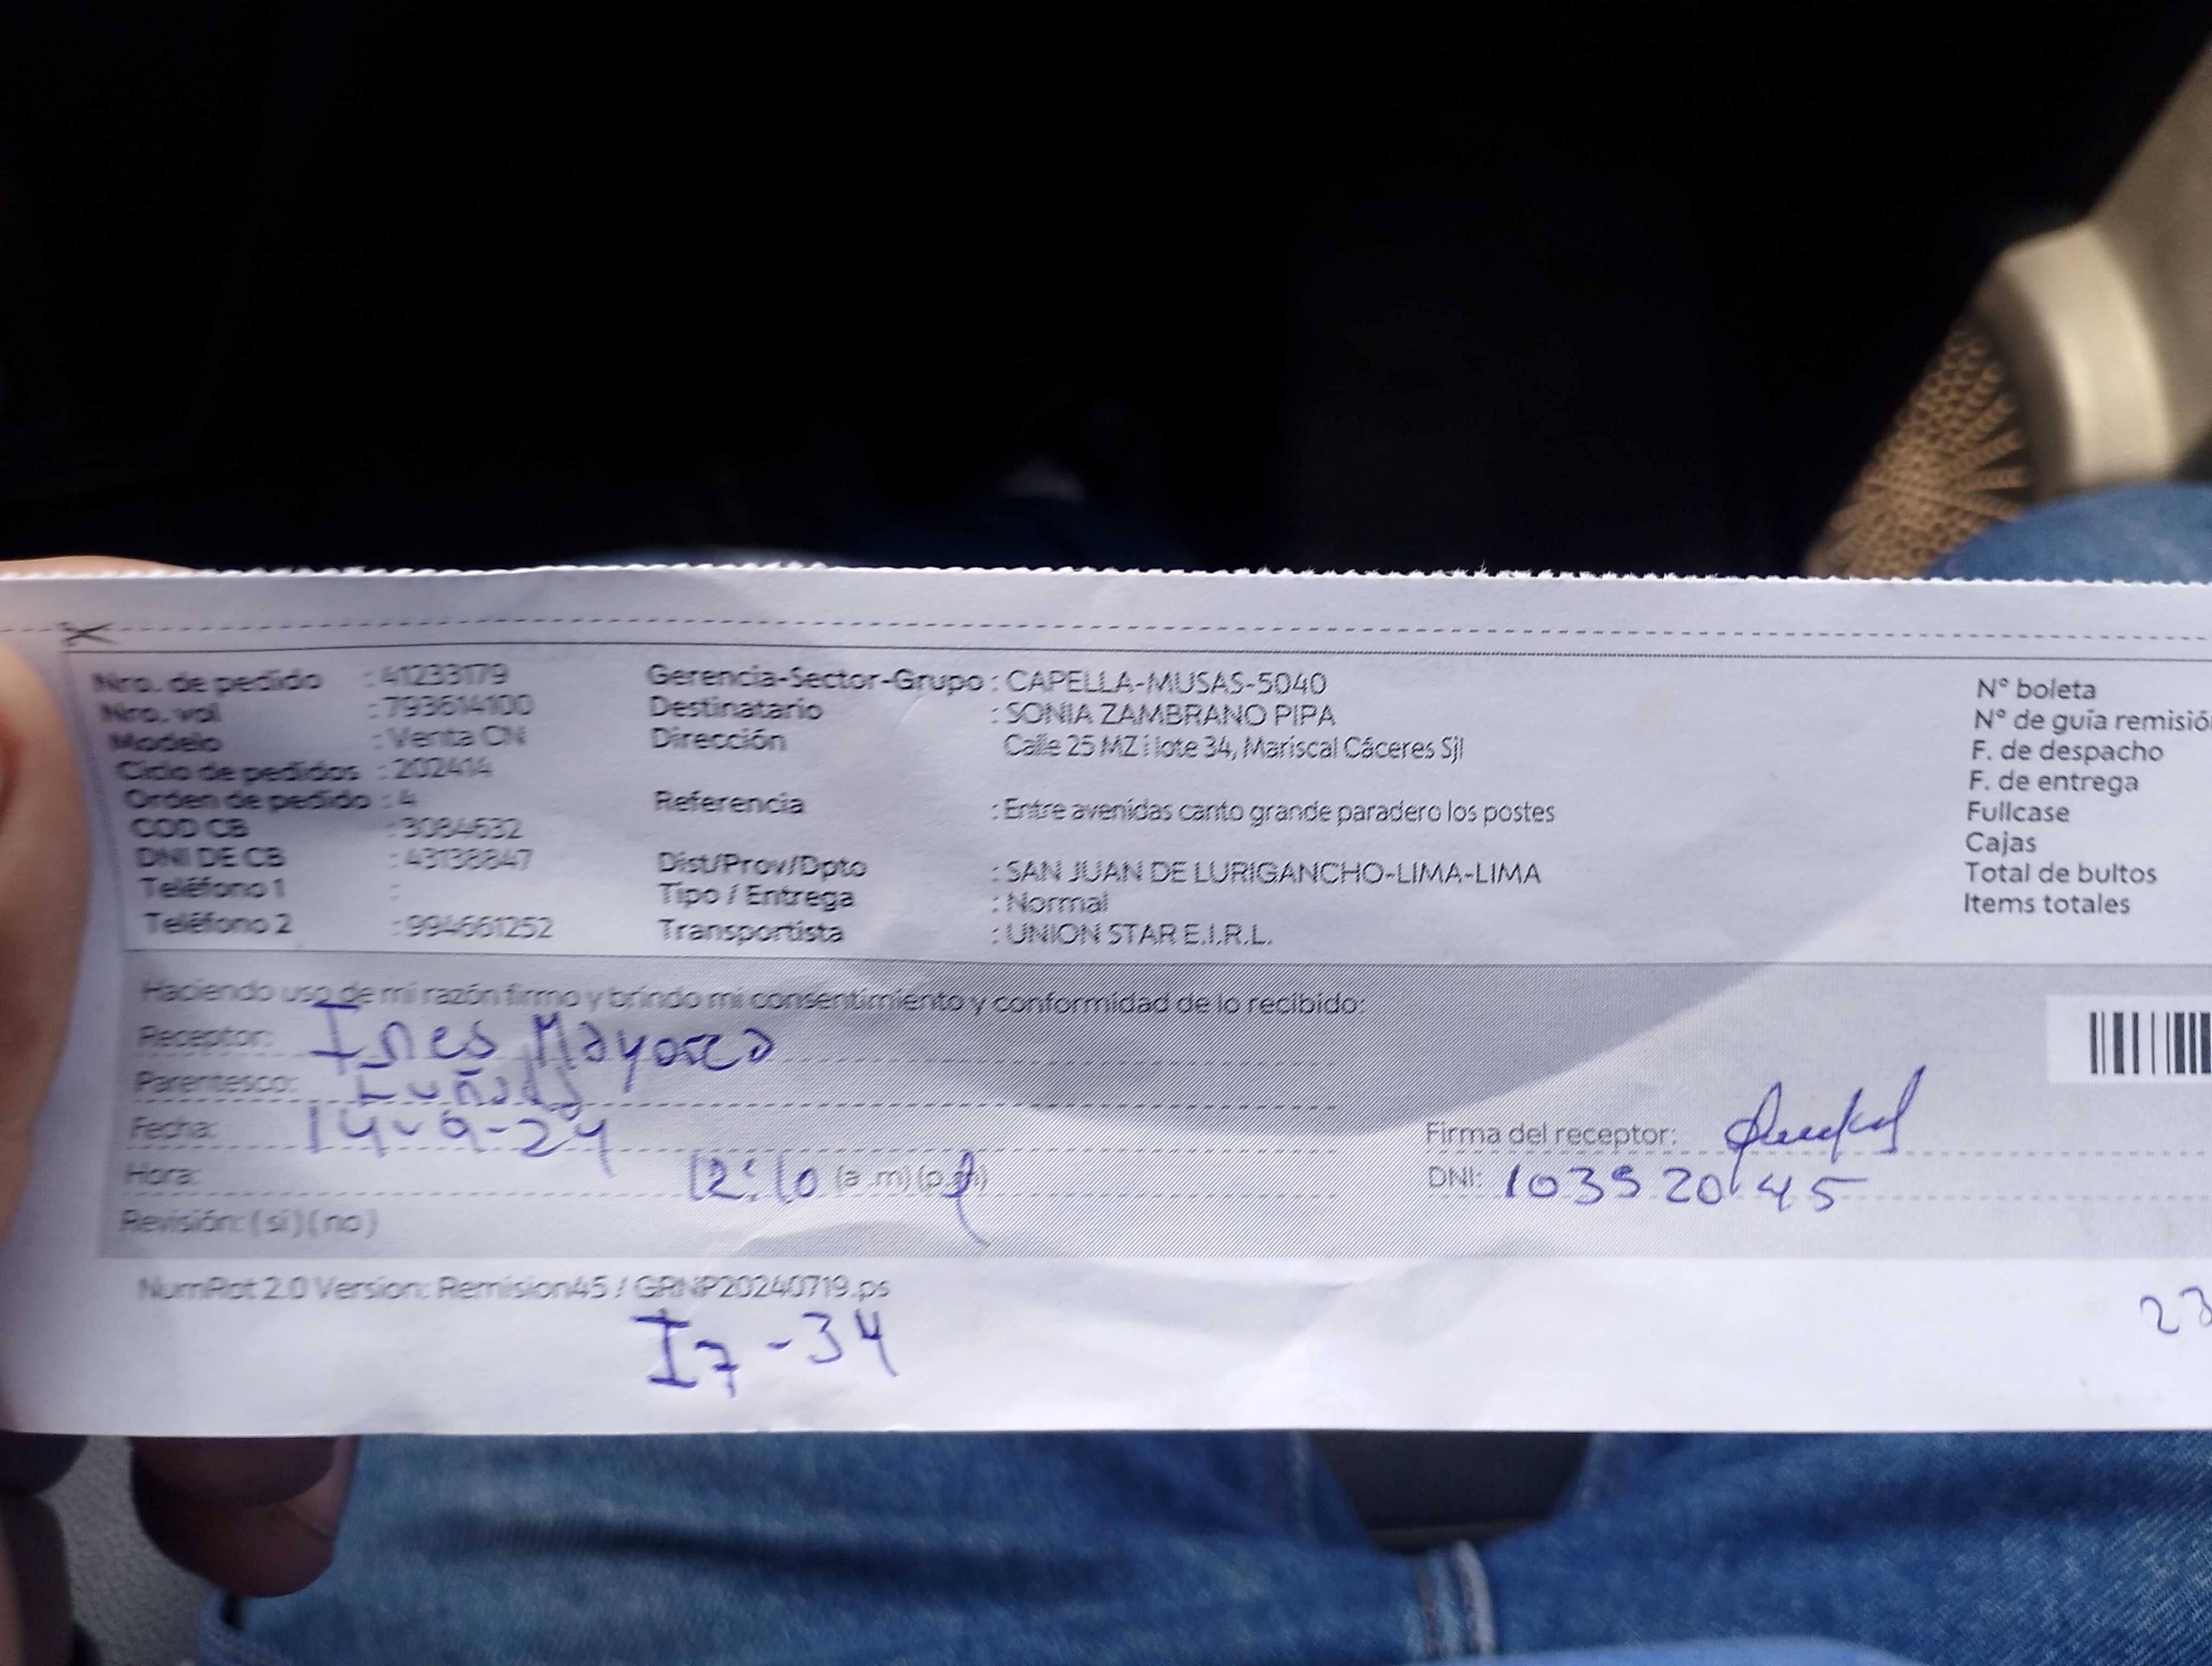 Nro. de pedido : 41233179 Gerencia-Sector-Grupo : CAPELLA-MUSAS-5040 N° boleta
Nro. vol : 793614100 Destinatario : SONIA ZAMBRANO PIPA N° de guía remisió
Modelo : Venta CN Dirección Calle 25 MZ i lote 34, Mariscal Cáceres Sjl F. de despacho
Ciclo de pedidos : 202414 F. de entrega
Orden de pedido : 4 Referencia : Entre avenidas canto grande paradero los postes Fullcase
COD CB : 3084632 Cajas
DNI DE CB : 43138847 Dist/Prov/Dpto : SAN JUAN DE LURIGANCHO-LIMA-LIMA Total de bultos
Teléfono 1 : Tipo / Entrega : Normal Items totales
Teléfono 2 : 994661252 Transportista : UNION STAR E.I.R.L.
Haciendo uso de mi razón firmo y brindo mi consentimiento y conformidad de lo recibido:
Receptor: Ines Mayorca
Parentesco: Cuñada
Fecha: 14-9-24 Firma del receptor:
Hora: 12:10 (a.m) (p.m) DNI: 10352045
Revisión: (si) (no)
NumRot 2.0 Version: Remision45 / GRNP20240719.ps
I7-34
23